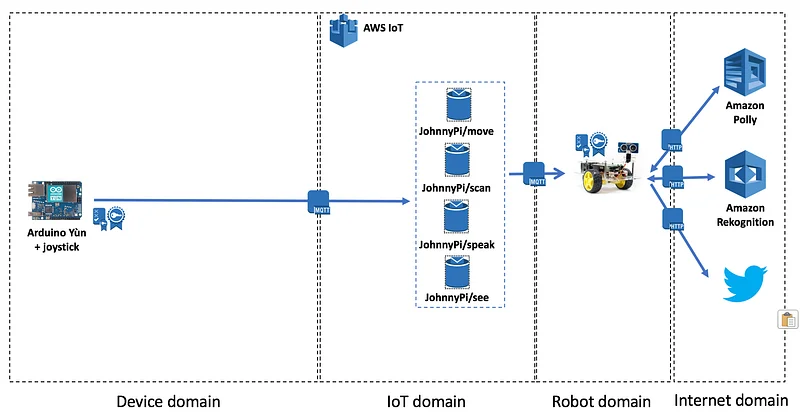 AWS IoT
Amazon
Polly
JohnnyPi/move
HTTP
JohnnyPi/scan
MQTT
HTTP
Arduino Yùn
+ joystick
MQTT
Amazon
Rekognition
JohnnyPi/speak
HTTP
JohnnyPi/see
Device domain
IoT domain
Robot domain
Internet domain